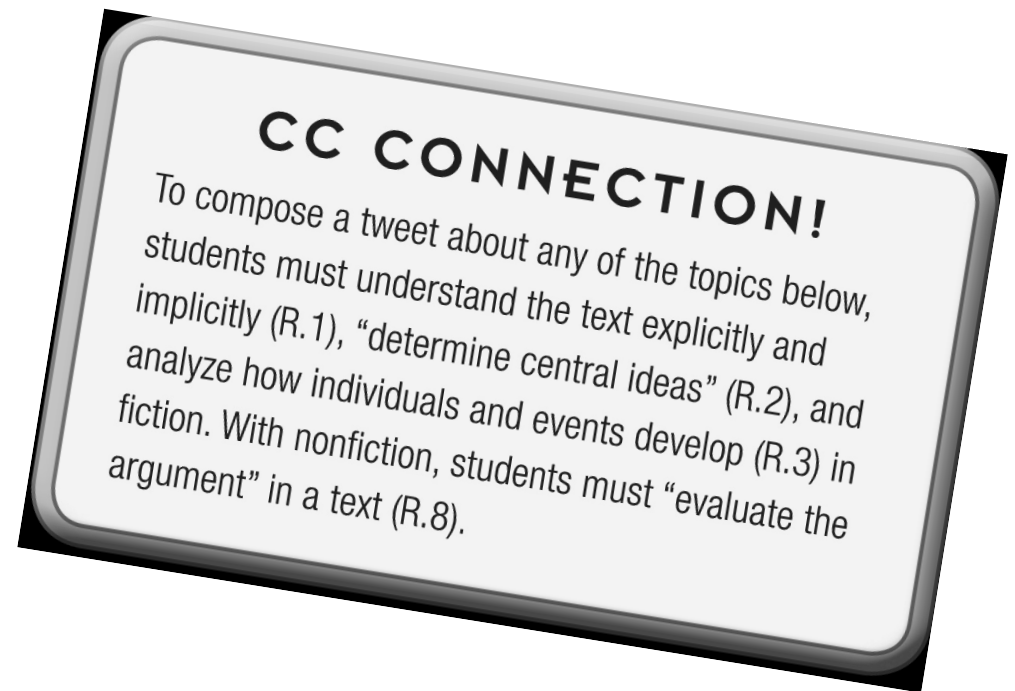 CC CONNECTION!
To compose a tweet about any of the topics below,
students must understand the text explicitly and
implicitly (R.1), “determine central ideas” (R.2), and
analyze how individuals and events develop (R.3) in
fiction. With nonfiction, students must “evaluate the
argument” in a text (R.8).